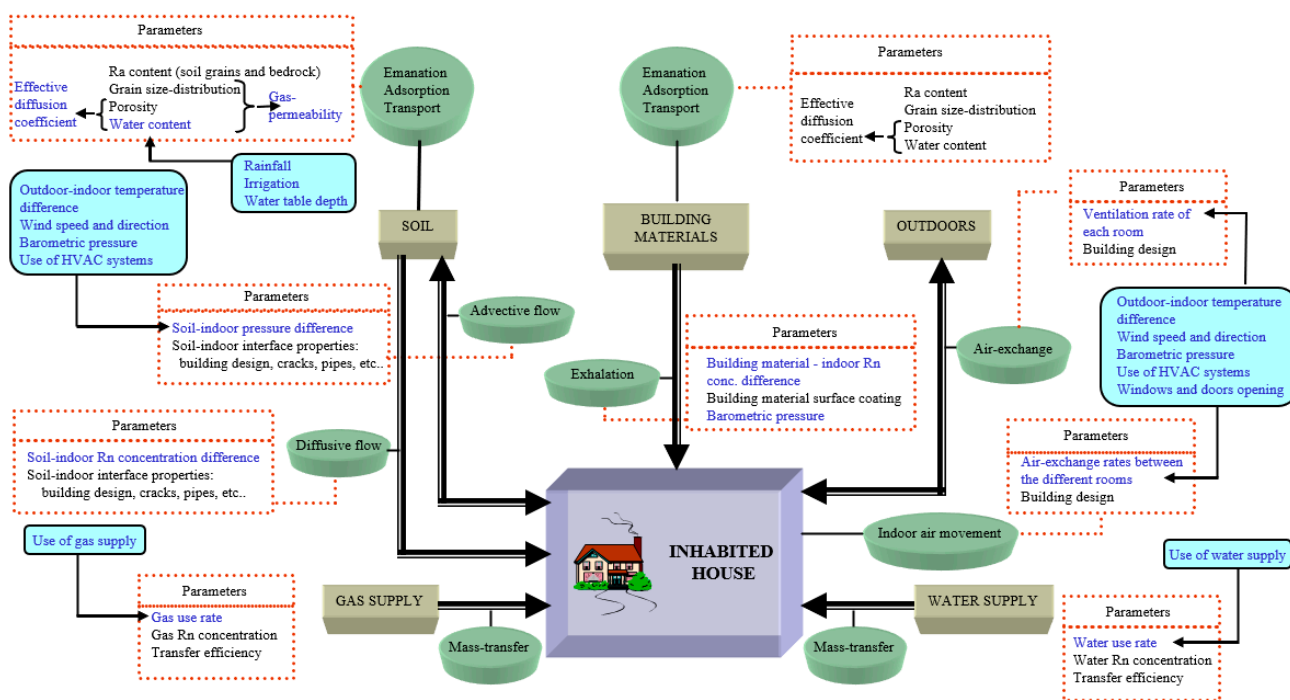 Parameters
Ra content (soil grains and bedrock)
Grain size-distribution
Effective
diffusion
coefficient
Porosity
Water content
Gas-
permeability
Emanation
Adsorption
Transport
Rainfall
Irrigation
Water table depth
Outdoor-indoor temperature
difference
Wind speed and direction
Barometric pressure
Use of HVAC systems
SOIL
Parameters
Soil-indoor pressure difference
Soil-indoor interface properties:
building design, cracks, pipes, etc..
Advective flow
Parameters
Soil-indoor Rn concentration difference
Soil-indoor interface properties:
building design, cracks, pipes, etc..
Diffusive flow
Use of gas supply
Parameters
Gas use rate
Gas Rn concentration
Transfer efficiency
GAS SUPPLY
Mass-transfer
Emanation
Adsorption
Transport
Parameters
Ra content
Grain size-distribution
Effective
diffusion
coefficient
Porosity
Water content
BUILDING
MATERIALS
Exhalation
Parameters
Building material - indoor Rn
conc. difference
Building material surface coating
Barometric pressure
INHABITED
HOUSE
OUTDOORS
Air-exchange
Parameters
Ventilation rate of
each room
Building design
Outdoor-indoor temperature
difference
Wind speed and direction
Barometric pressure
Use of HVAC systems
Windows and doors opening
Parameters
Air-exchange rates between
the different rooms
Building design
Indoor air movement
Use of water supply
WATER SUPPLY
Mass-transfer
Parameters
Water use rate
Water Rn concentration
Transfer efficiency